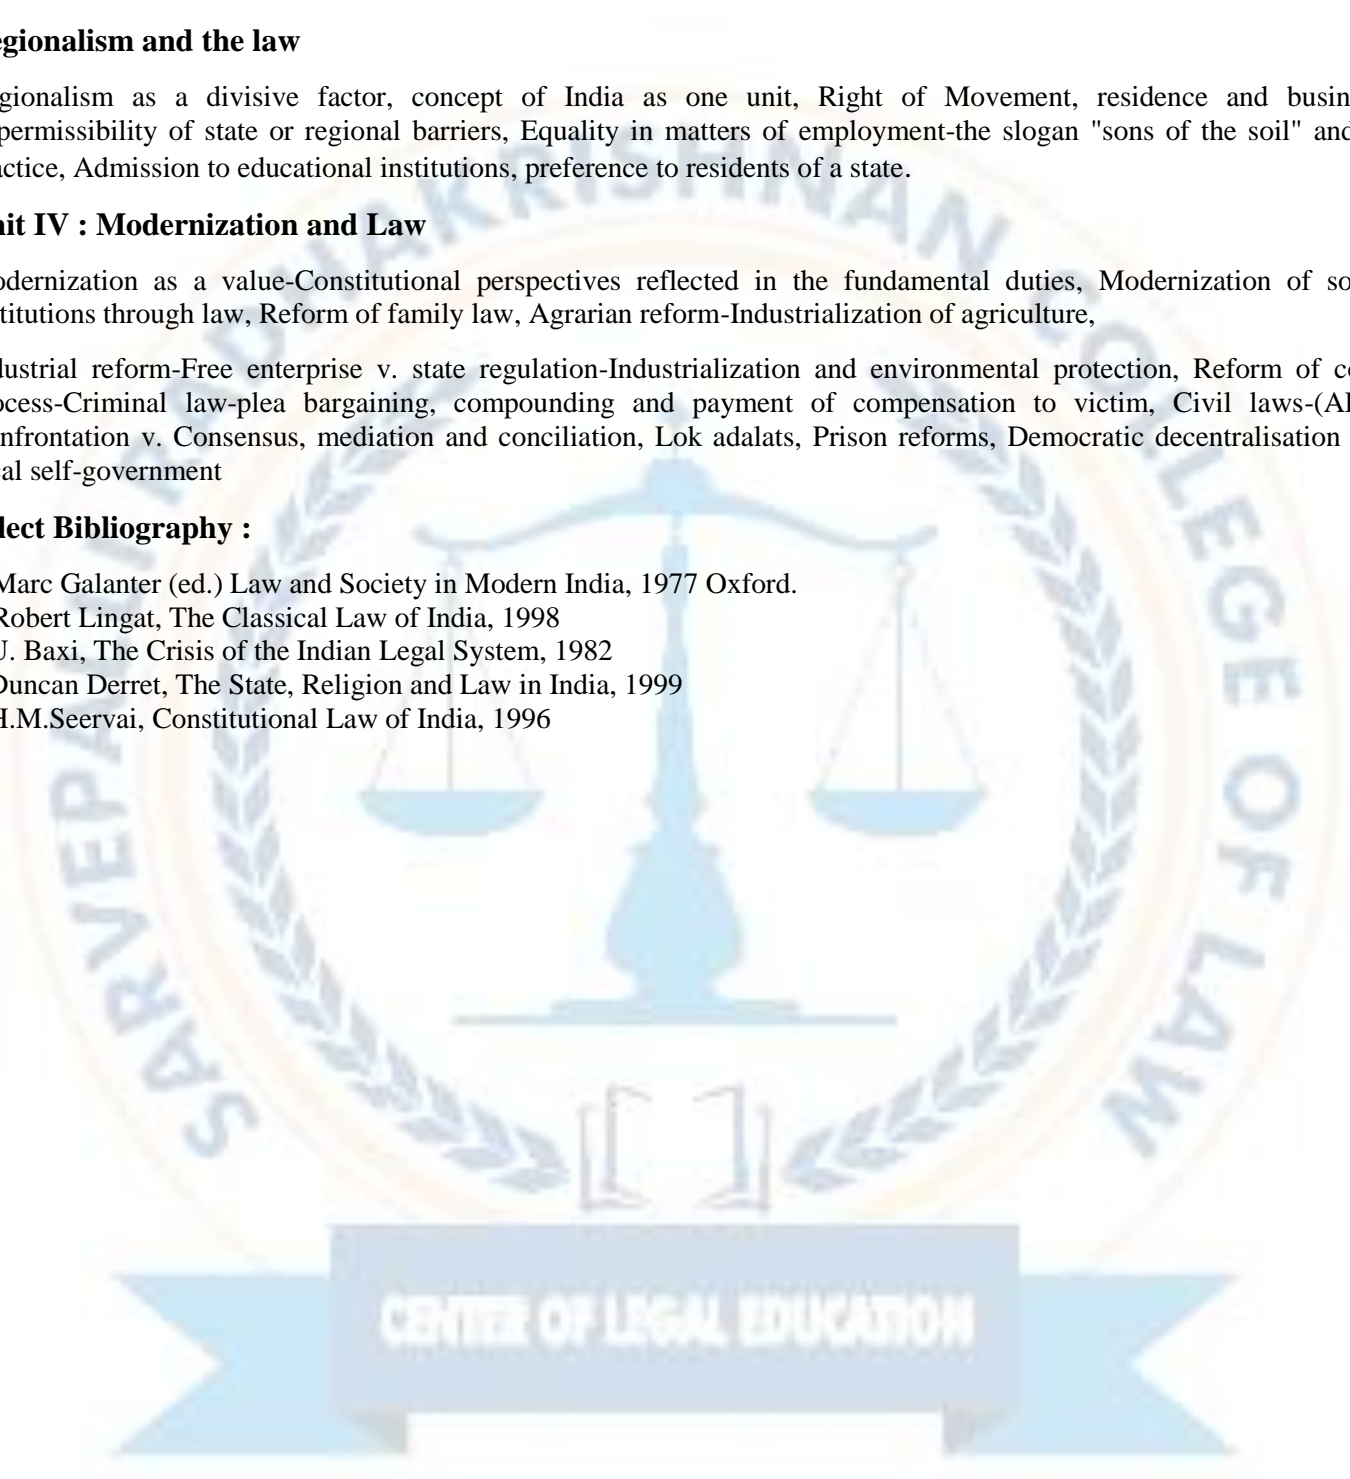 egionalism and the law
gionalism as a divisive factor, concept of India as one unit, Right of Movement, residence and busin
permissibility of state or regional barriers, Equality in matters of employment-the slogan "sons of the soil" and
actice, Admission to educational institutions, preference to residents of a state.
nit IV : Modernization and Law
odernization as a value-Constitutional perspectives reflected in the fundamental duties, Modernization of so
stitutions through law, Reform of family law, Agrarian reform-Industrialization of agriculture,
dustrial reform-Free enterprise v. state regulation-Industrialization and environmental protection, Reform of co
ocess-Criminal law-plea bargaining, compounding and payment of compensation to victim, Civil laws-(Al
nfrontation v. Consensus, mediation and conciliation, Lok adalats, Prison reforms, Democratic decentralisation
cal self-government
lect Bibliography :
Marc Galanter (ed.) Law and Society in Modern India, 1977 Oxford.
Robert Lingat, The Classical Law of India, 1998
U. Baxi, The Crisis of the Indian Legal System, 1982
Duncan Derret, The State, Religion and Law in India, 1999
H.M.Seervai, Constitutional Law of India, 1996
SARVEPALLI RADHAKRISHNAN COLLEGE OF LAW
CENTER OF LEGAL EDUCATION